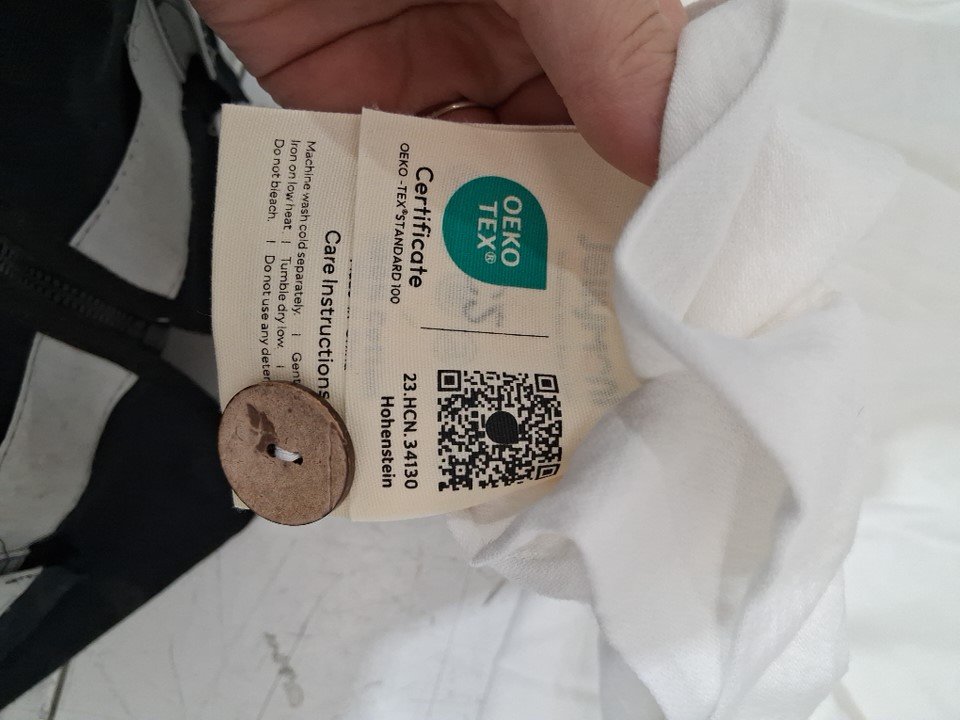 OEKO
TEX®
Certificate
OEKO-TEX®STANDARD 100
23.HCN.34130
Hohenstein
Care Instructions
Machine wash cold separately. |
Iron on low heat. | Tumble dry low. |
Do not bleach. | Do not use any